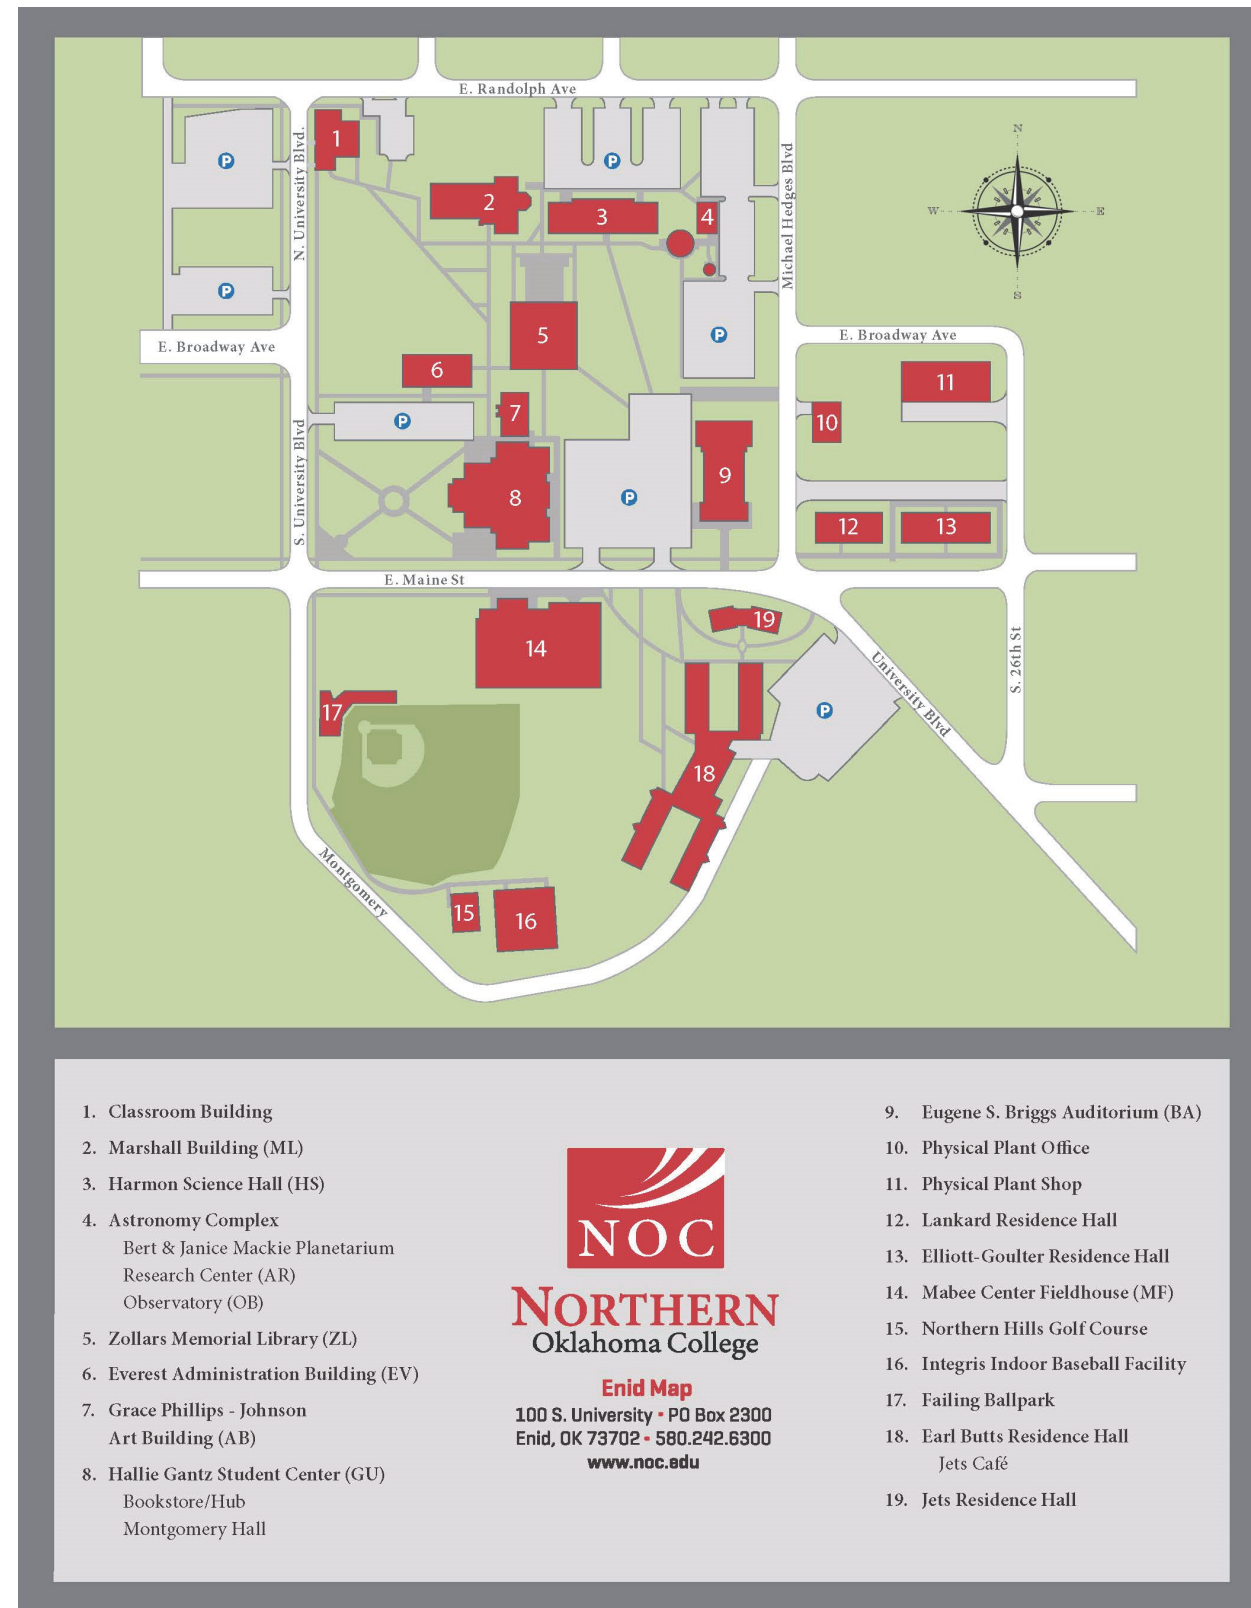 E. Randolph Ave
N. University Blvd.
Michael Hedges Blvd
N
W
E
S
1
2
3
4
P
P
P
P
E. Broadway Ave
E. Broadway Ave
5
6
7
8
9
10
11
12
13
P
P
S. University Blvd
E. Maine St
14
19
S. 26th St
University Blvd
P
17
18
Montgomery
15
16
1. Classroom Building
2. Marshall Building (ML)
3. Harmon Science Hall (HS)
4. Astronomy Complex
Bert & Janice Mackie Planetarium
Research Center (AR)
Observatory (OB)
5. Zollars Memorial Library (ZL)
6. Everest Administration Building (EV)
7. Grace Phillips - Johnson
Art Building (AB)
8. Hallie Gantz Student Center (GU)
Bookstore/Hub
Montgomery Hall
NOC
NORTHERN
Oklahoma College
Enid Map
100 S. University • PO Box 2300
Enid, OK 73702 • 580.242.6300
www.noc.edu
9. Eugene S. Briggs Auditorium (BA)
10. Physical Plant Office
11. Physical Plant Shop
12. Lankard Residence Hall
13. Elliott-Goulter Residence Hall
14. Mabee Center Fieldhouse (MF)
15. Northern Hills Golf Course
16. Integris Indoor Baseball Facility
17. Failing Ballpark
18. Earl Butts Residence Hall
Jets Café
19. Jets Residence Hall